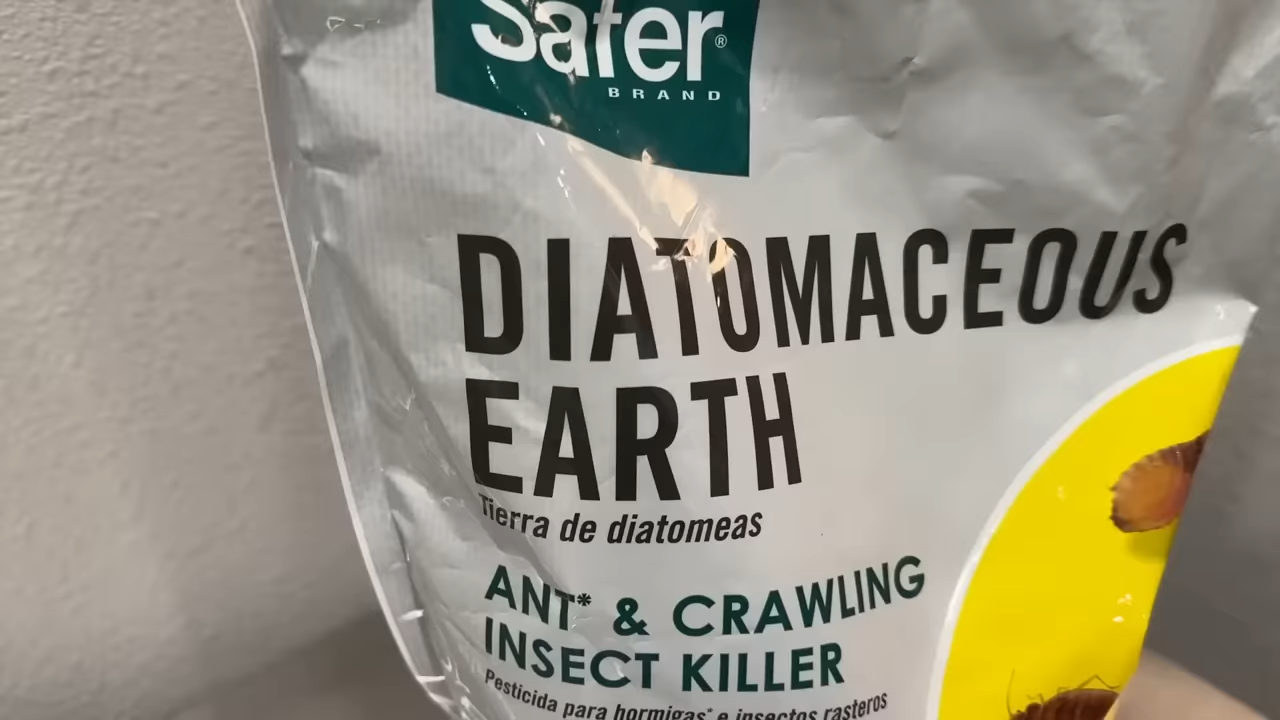 Safer®
BRAND
DIATOMACEOUS
EARTH
Tierra de diatomeas
ANT* & CRAWLING
INSECT KILLER
Pesticida para hormigas* e insectos rasteros